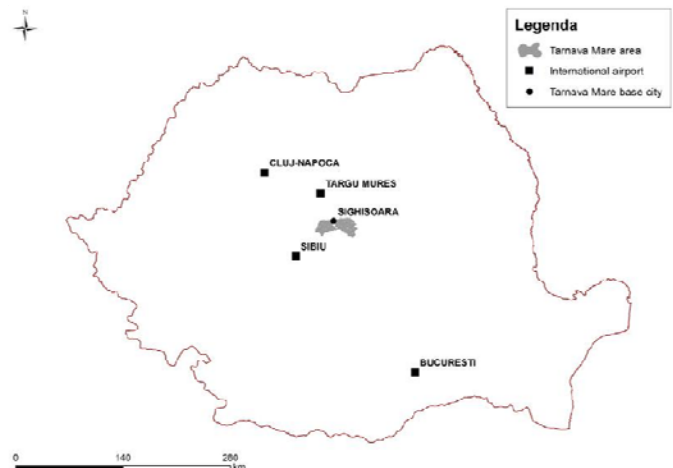 N
Legenda
Tarnava Mare area
International airport
Tarnava Mare base city
CLUJ-NAPOCA
TARGU MURES
SIGHISOARA
SIBIU
BUCURESTI
0 140 280
km